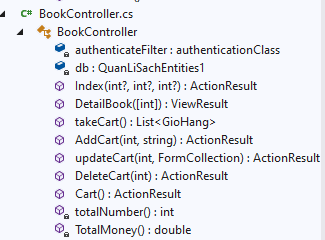 BookController.cs
BookController
authenticateFilter : authenticationClass
db : QuanLiSachEntities1
Index(int?, int?, int?) : ActionResult
DetailBook([int]) : ViewResult
takeCart() : List<GioHang>
AddCart(int, string) : ActionResult
updateCart(int, FormCollection) : ActionResult
DeleteCart(int) : ActionResult
Cart() : ActionResult
totalNumber() : int
TotalMoney() : double